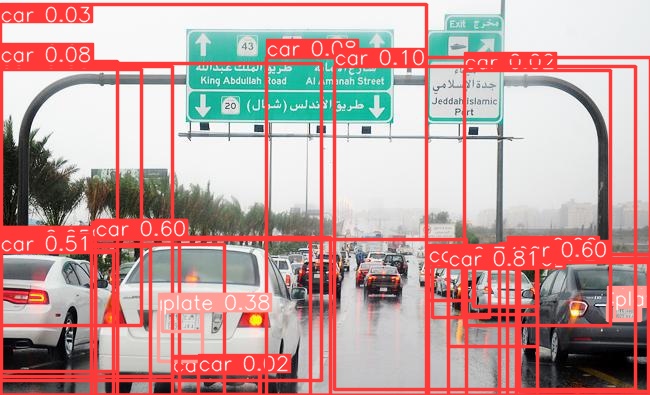 car 0.03
car 0.08
43
طريق الملك عبدالله
King Abdullah Road
car 0.08
Al Amanah Street
car 0.10
20
طريق الأندلس (شمال)
مخرج Exit
car 0.02
جدة الاسلامي
Jeddah Islamic
Port
car 0.51
car 0.60
plate 0.38
car 0.02
0.81
0.60
pla